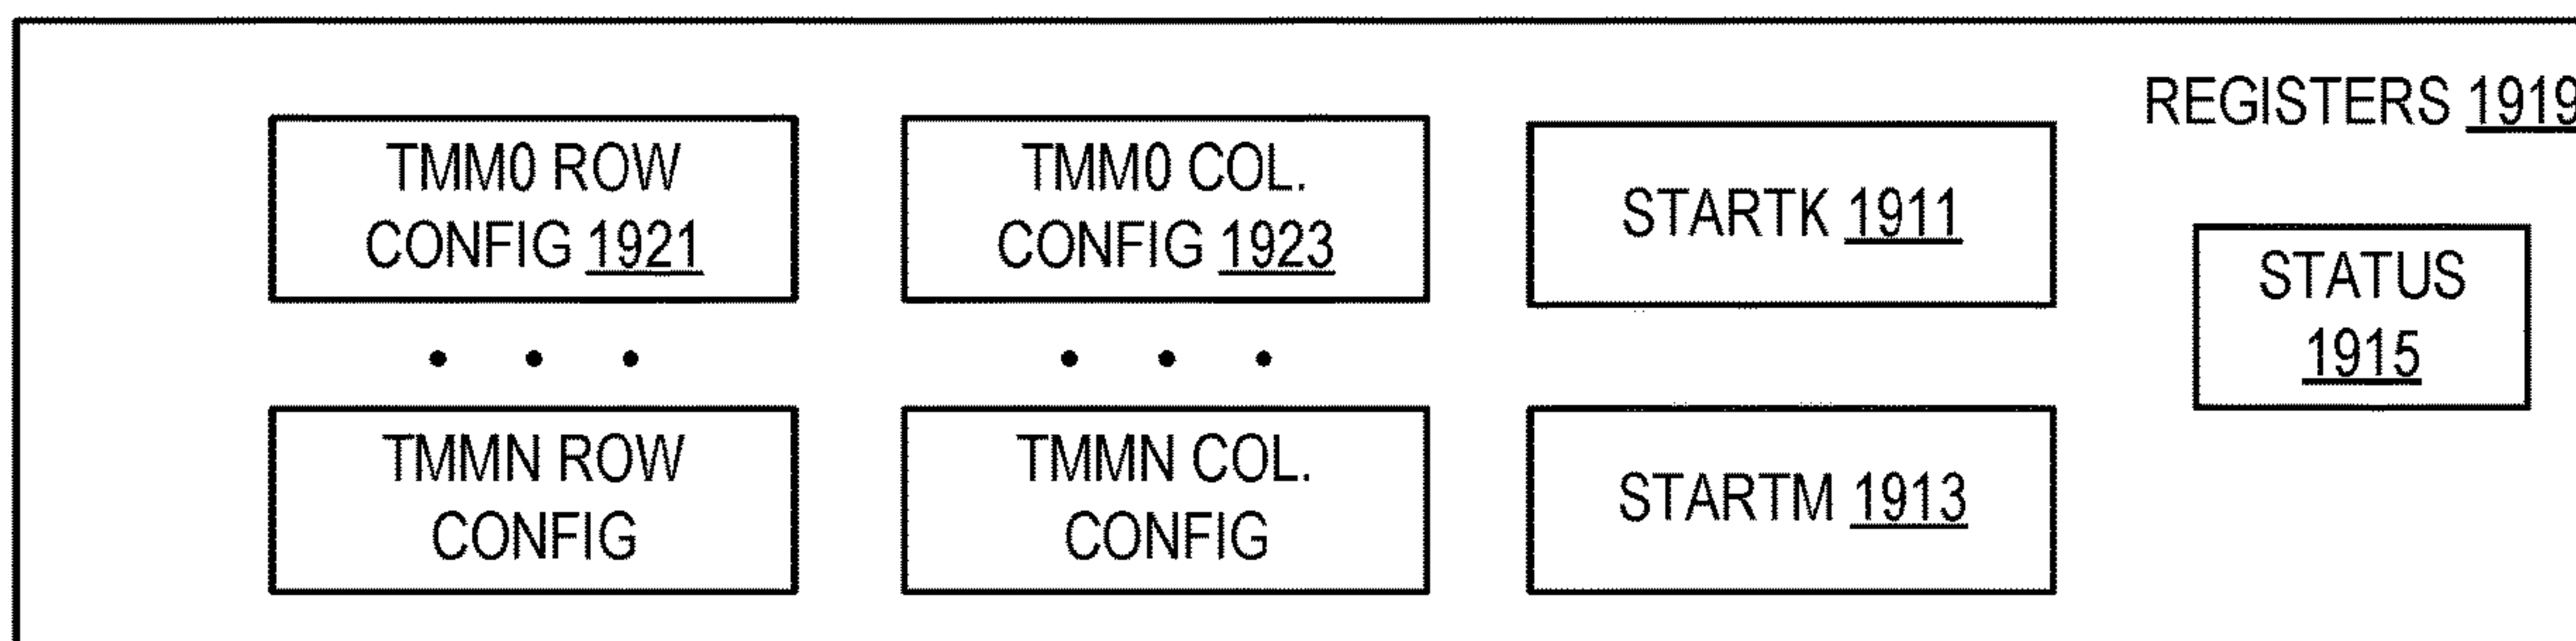 REGISTERS 1919
TMM0 ROW
CONFIG 1921
TMM0 COL.
CONFIG 1923
STARTK 1911
STATUS
1915
TMMN ROW
CONFIG
TMMN COL.
CONFIG
STARTM 1913